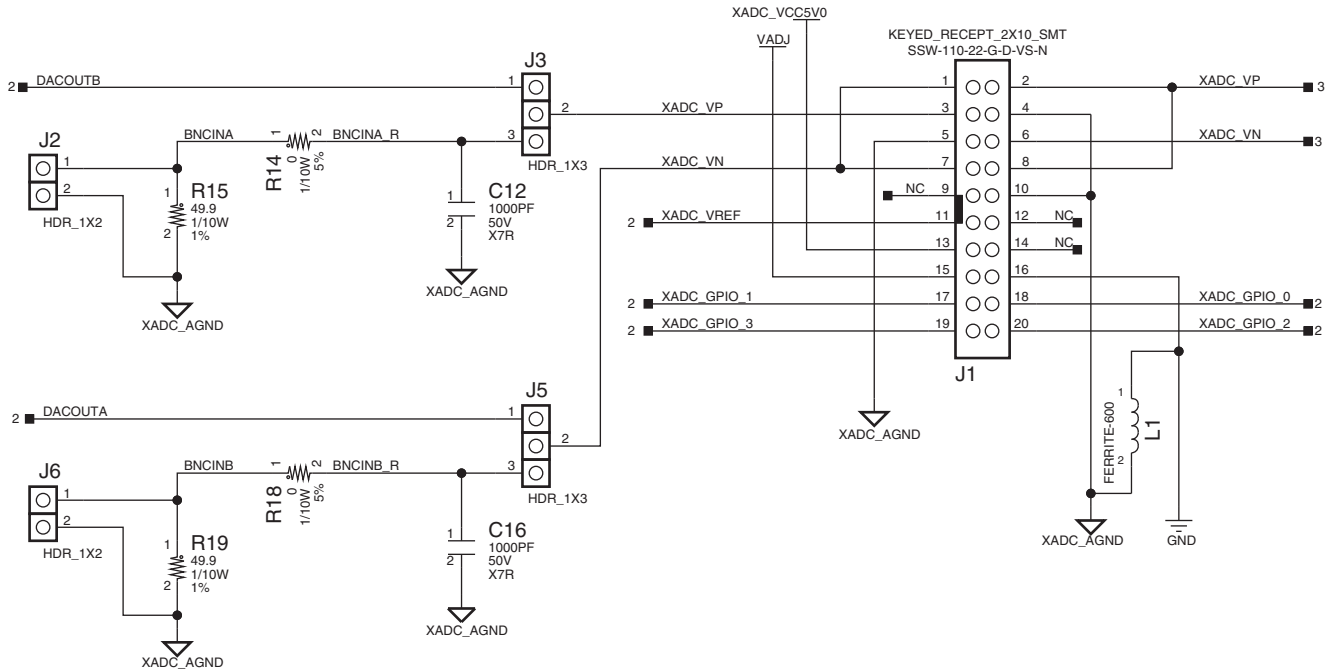 XADC_VCC5V0
VADJ
KEYED_RECEPT_2X10_SMT
SSW-110-22-G-D-VS-N
2 DACOUTB
J3
1
2
3
HDR_1X3
J2
1
2
HDR_1X2
BNCINA
1
2
R14
0
1/10W
5%
BNCINA_R
1
2
R15
49.9
1/10W
1%
XADC_AGND
1
2
C12
1000PF
50V
X7R
XADC_AGND
XADC_VP
XADC_VN
NC
2 XADC_VREF
2 XADC_GPIO_1
2 XADC_GPIO_3
1 2
3 4
5 6
7 8
9 10
11 12
13 14
15 16
17 18
19 20
J1
XADC_VP 3
XADC_VN 3
NC
NC
XADC_GPIO_0 2
XADC_GPIO_2 2
XADC_AGND
FERRITE-600
1
2
L1
XADC_AGND
GND
2 DACOUTA
J5
1
2
3
HDR_1X3
J6
1
2
HDR_1X2
BNCINB
1
2
R18
0
1/10W
5%
BNCINB_R
1
2
R19
49.9
1/10W
1%
XADC_AGND
1
2
C16
1000PF
50V
X7R
XADC_AGND